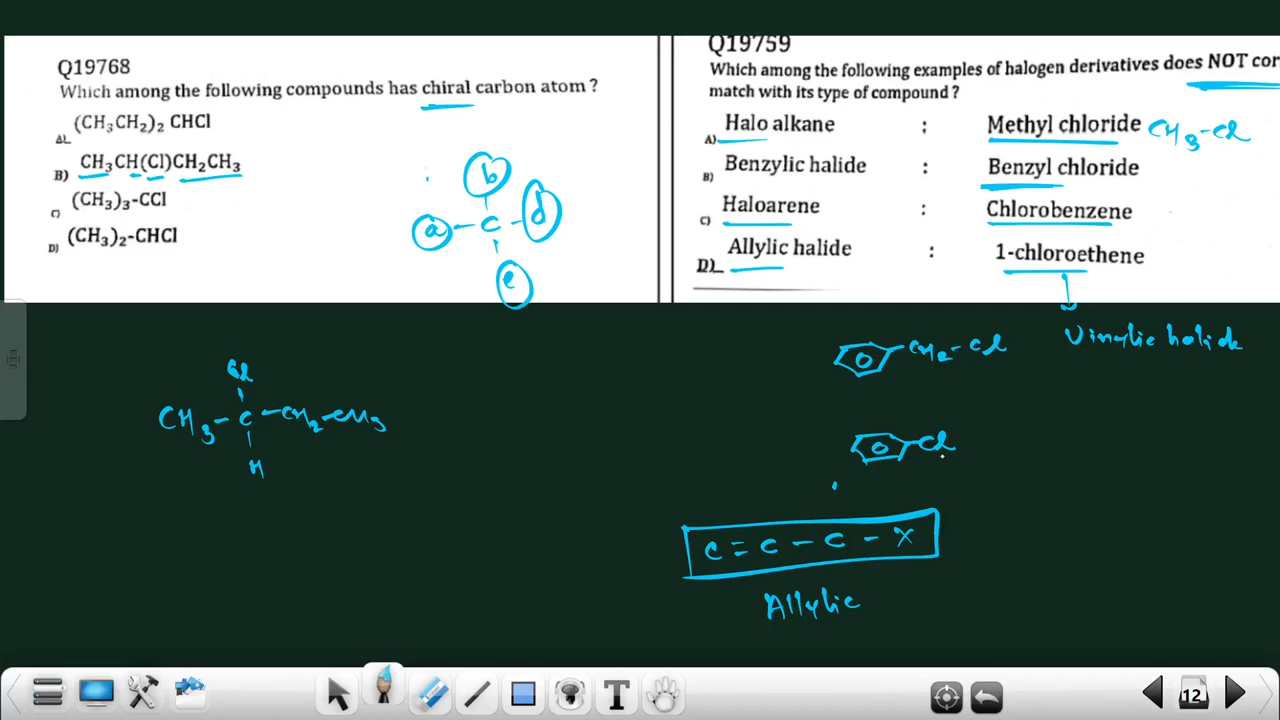 Q19768
Which among the following compounds has chiral carbon atom ?
A) (CH₃CH₂)₂ CHCl
B) CH₃CH(Cl)CH₂CH₃
C) (CH₃)₃-CCl
D) (CH₃)₂-CHCl
b
a - C - d
e
Cl
CH₃ - C - CH₂ - CH₃
H
Q19759
Which among the following examples of halogen derivatives does NOT cor
match with its type of compound ?
A) Halo alkane : Methyl chloride CH₃-Cl
B) Benzylic halide : Benzyl chloride
C) Haloarene : Chlorobenzene
D) Allylic halide : 1-chloroethene
Vinylic halide
CH₂-Cl
Cl
C = C - C - X
Allylic
T
12